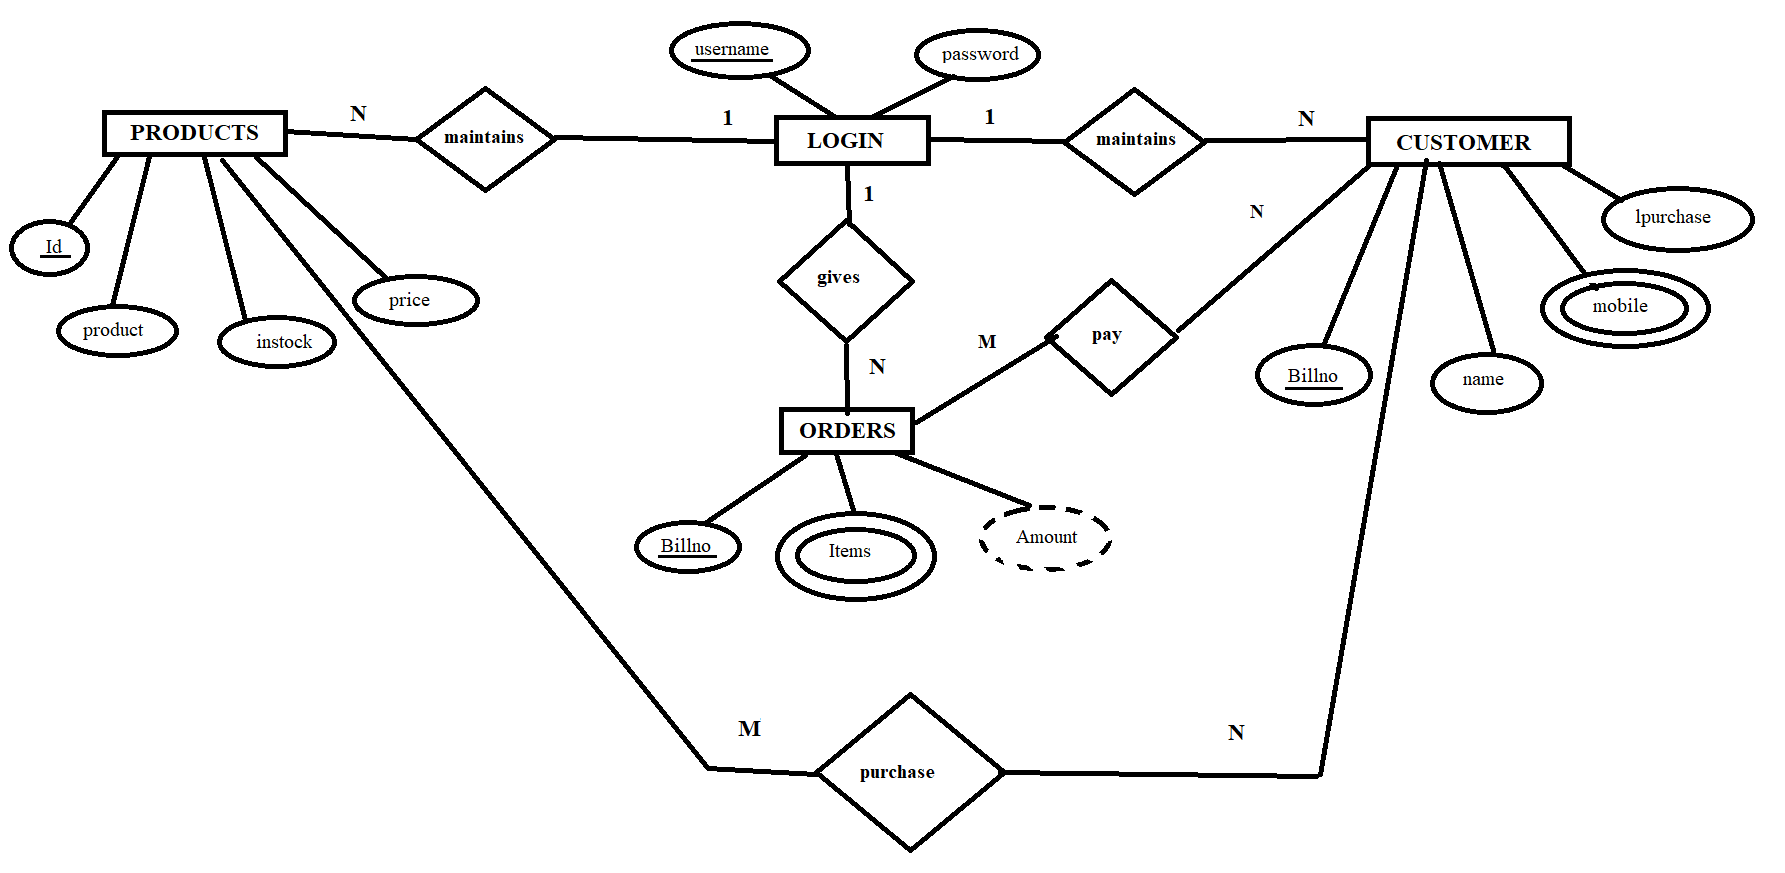 username
password
N
maintains
1
1
maintains
N
PRODUCTS
LOGIN
CUSTOMER
1
N
lpurchase
Id
gives
product
instock
price
pay
mobile
M
N
Billno
name
ORDERS
Billno
Items
Amount
M
N
purchase